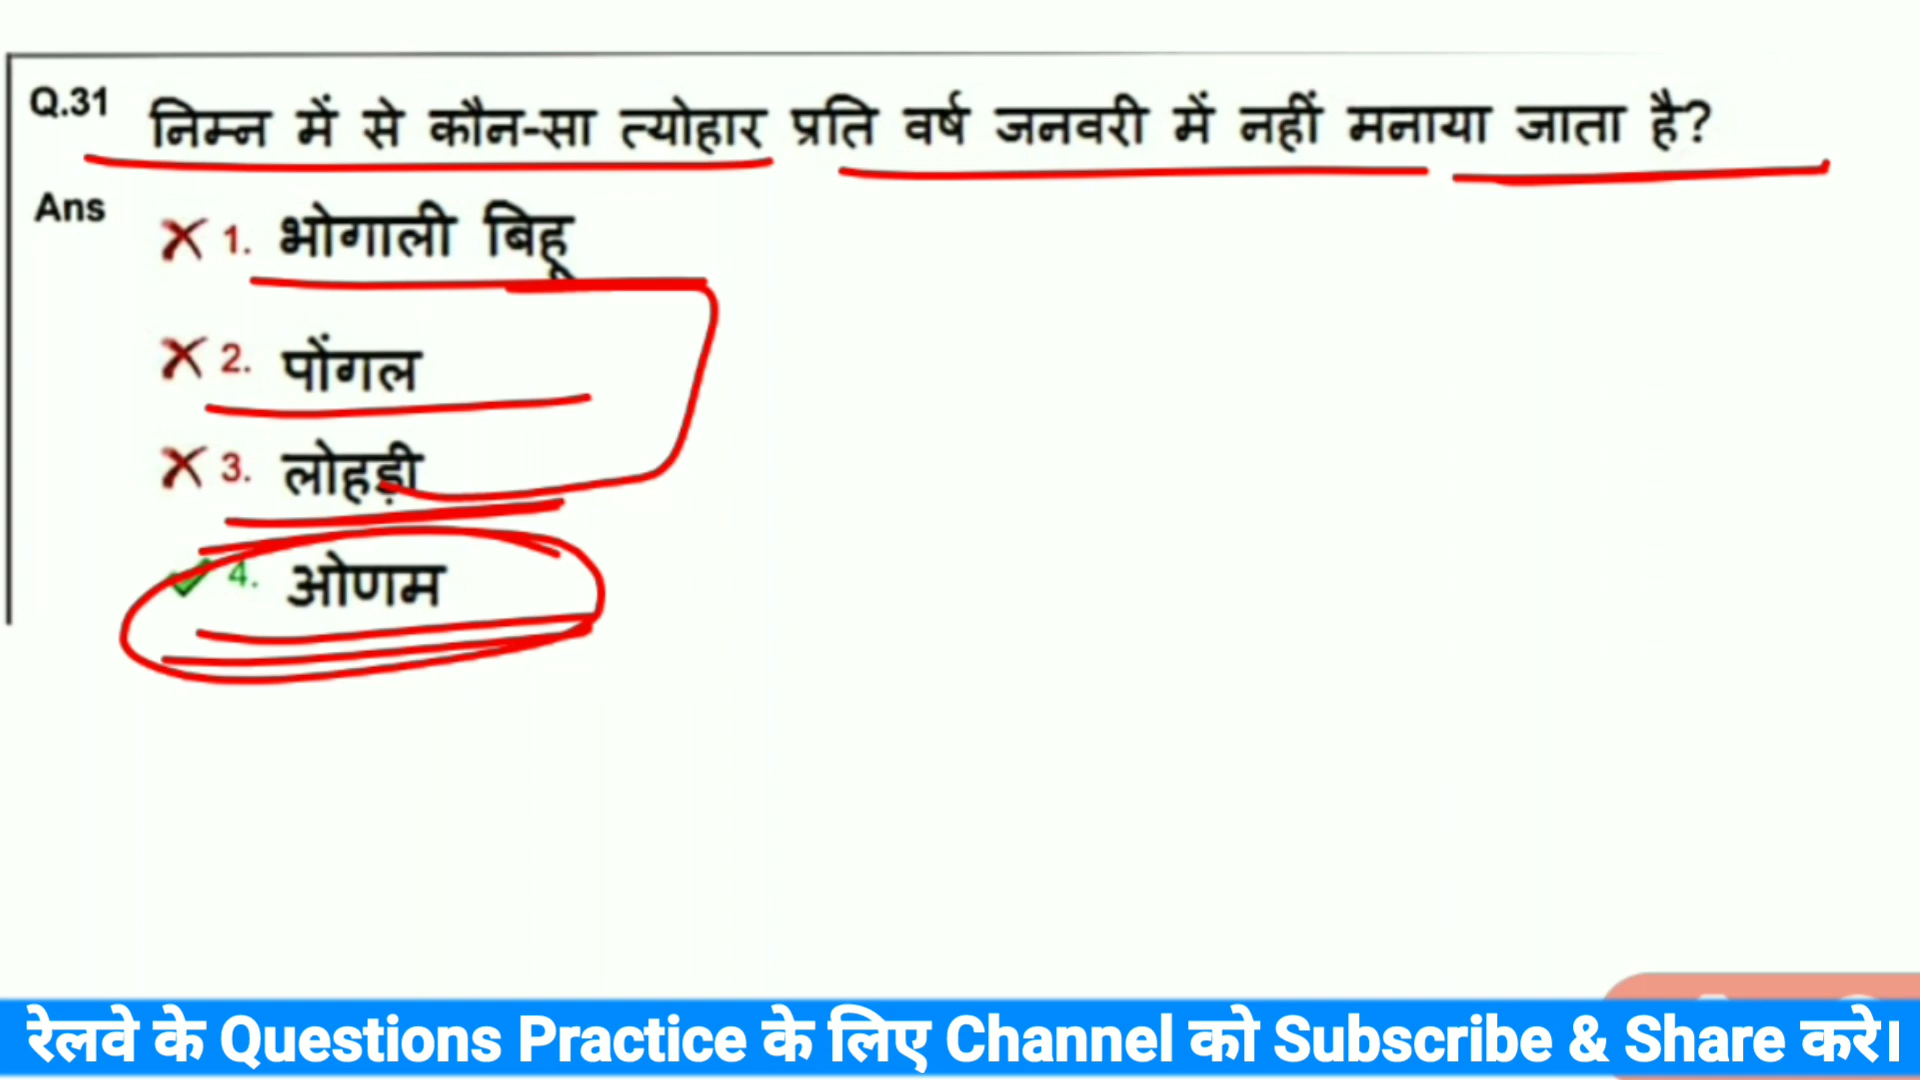 Q.31 निम्न में से कौन-सा त्योहार प्रति वर्ष जनवरी में नहीं मनाया जाता है?
Ans
1. भोगाली बिहू
2. पोंगल
3. लोहड़ी
4. ओणम
रेलवे के Questions Practice के लिए Channel को Subscribe & Share करे।